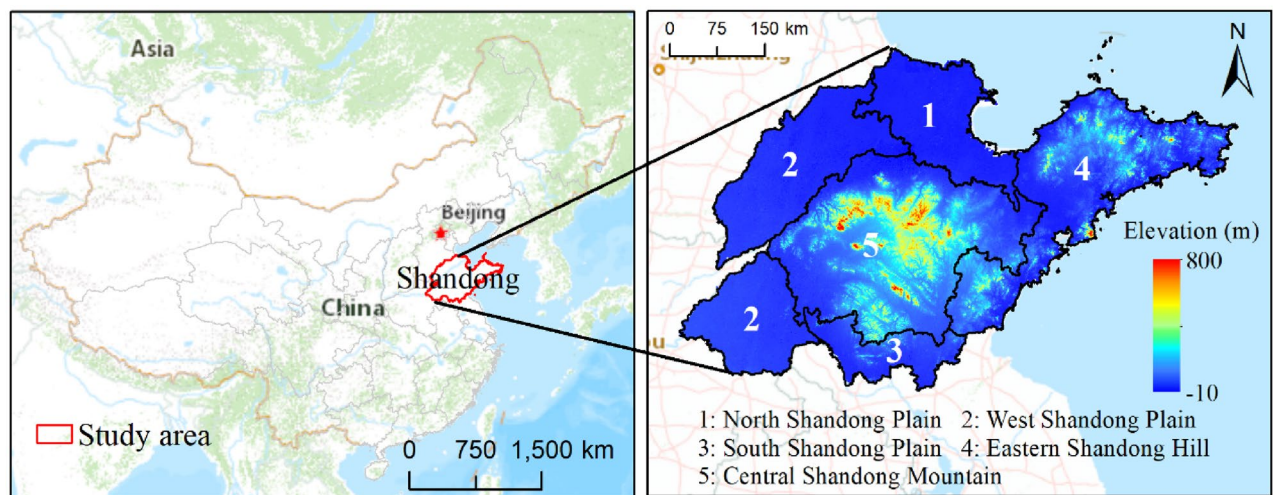 Asia
Beijing
Shandong
China
Study area
0 750 1,500 km
0 75 150 km
N
1
2
4
5
2
3
Elevation (m)
800
-10
1: North Shandong Plain 2: West Shandong Plain
3: South Shandong Plain 4: Eastern Shandong Hill
5: Central Shandong Mountain